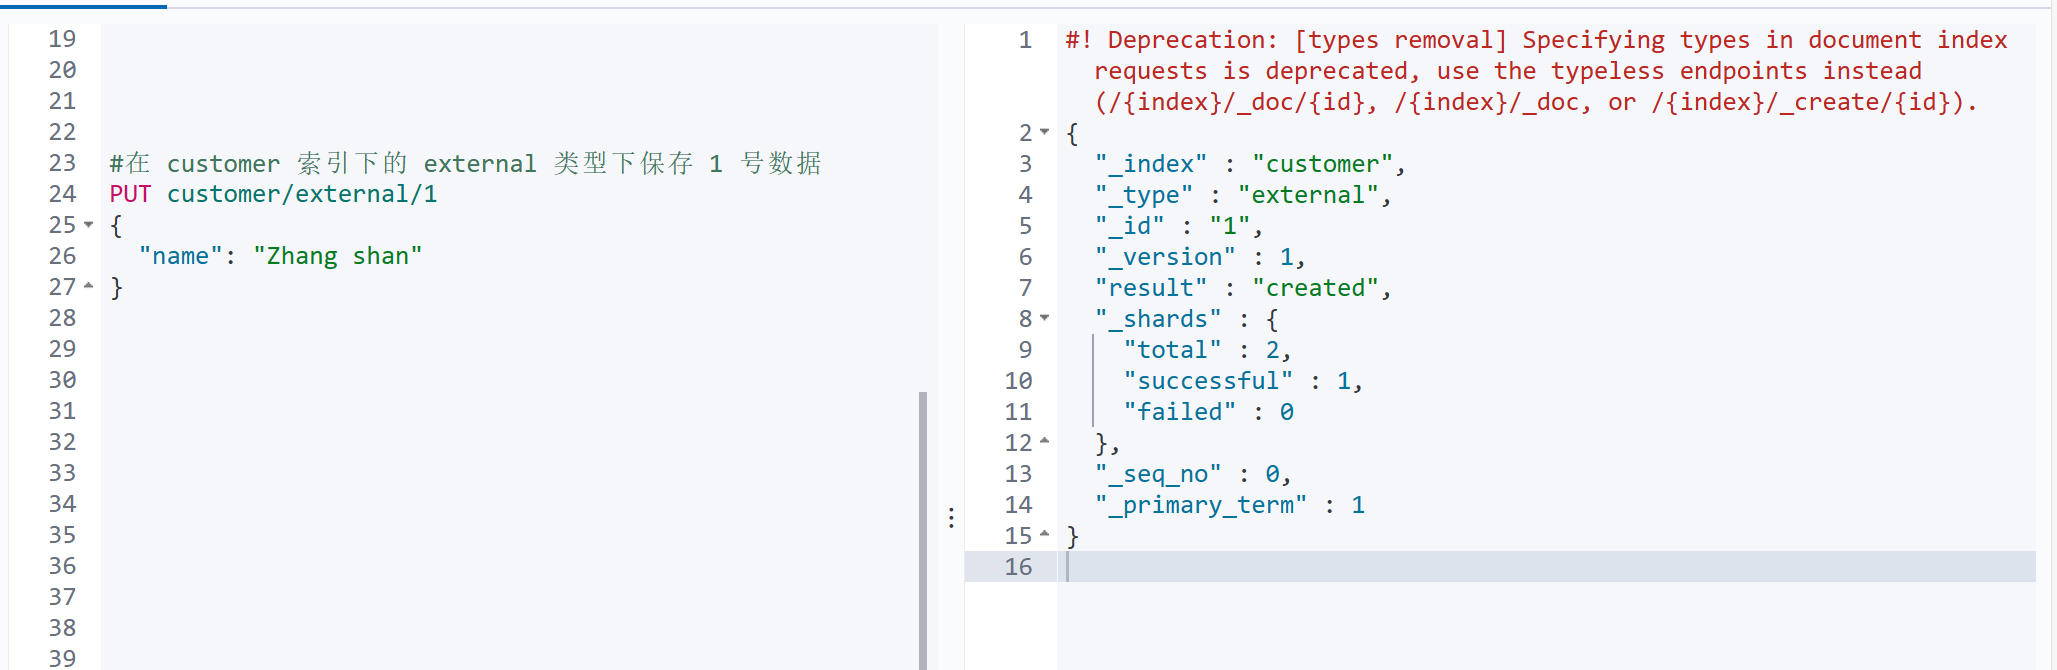 19
20
21
22
23 #在 customer 索引下的 external 类型下保存 1 号数据
24 PUT customer/external/1
25 {
26 "name": "Zhang shan"
27 }
28
29
30
31
32
33
34
35
36
37
38
39
1 #! Deprecation: [types removal] Specifying types in document index
requests is deprecated, use the typeless endpoints instead
(/{index}/_doc/{id}, /{index}/_doc, or /{index}/_create/{id}).
2 {
3 "_index" : "customer",
4 "_type" : "external",
5 "_id" : "1",
6 "_version" : 1,
7 "result" : "created",
8 "_shards" : {
9 "total" : 2,
10 "successful" : 1,
11 "failed" : 0
12 },
13 "_seq_no" : 0,
14 "_primary_term" : 1
15 }
16